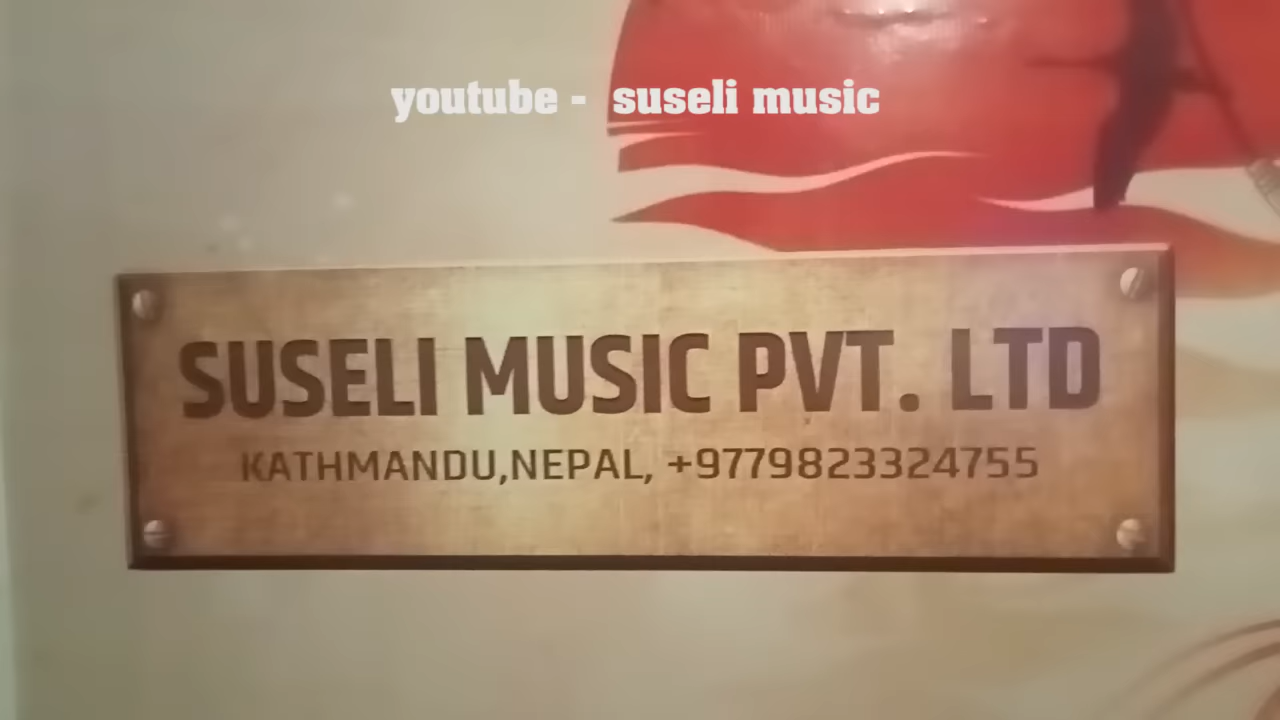 youtube - suseli music
SUSELI MUSIC PVT. LTD
KATHMANDU,NEPAL, +9779823324755